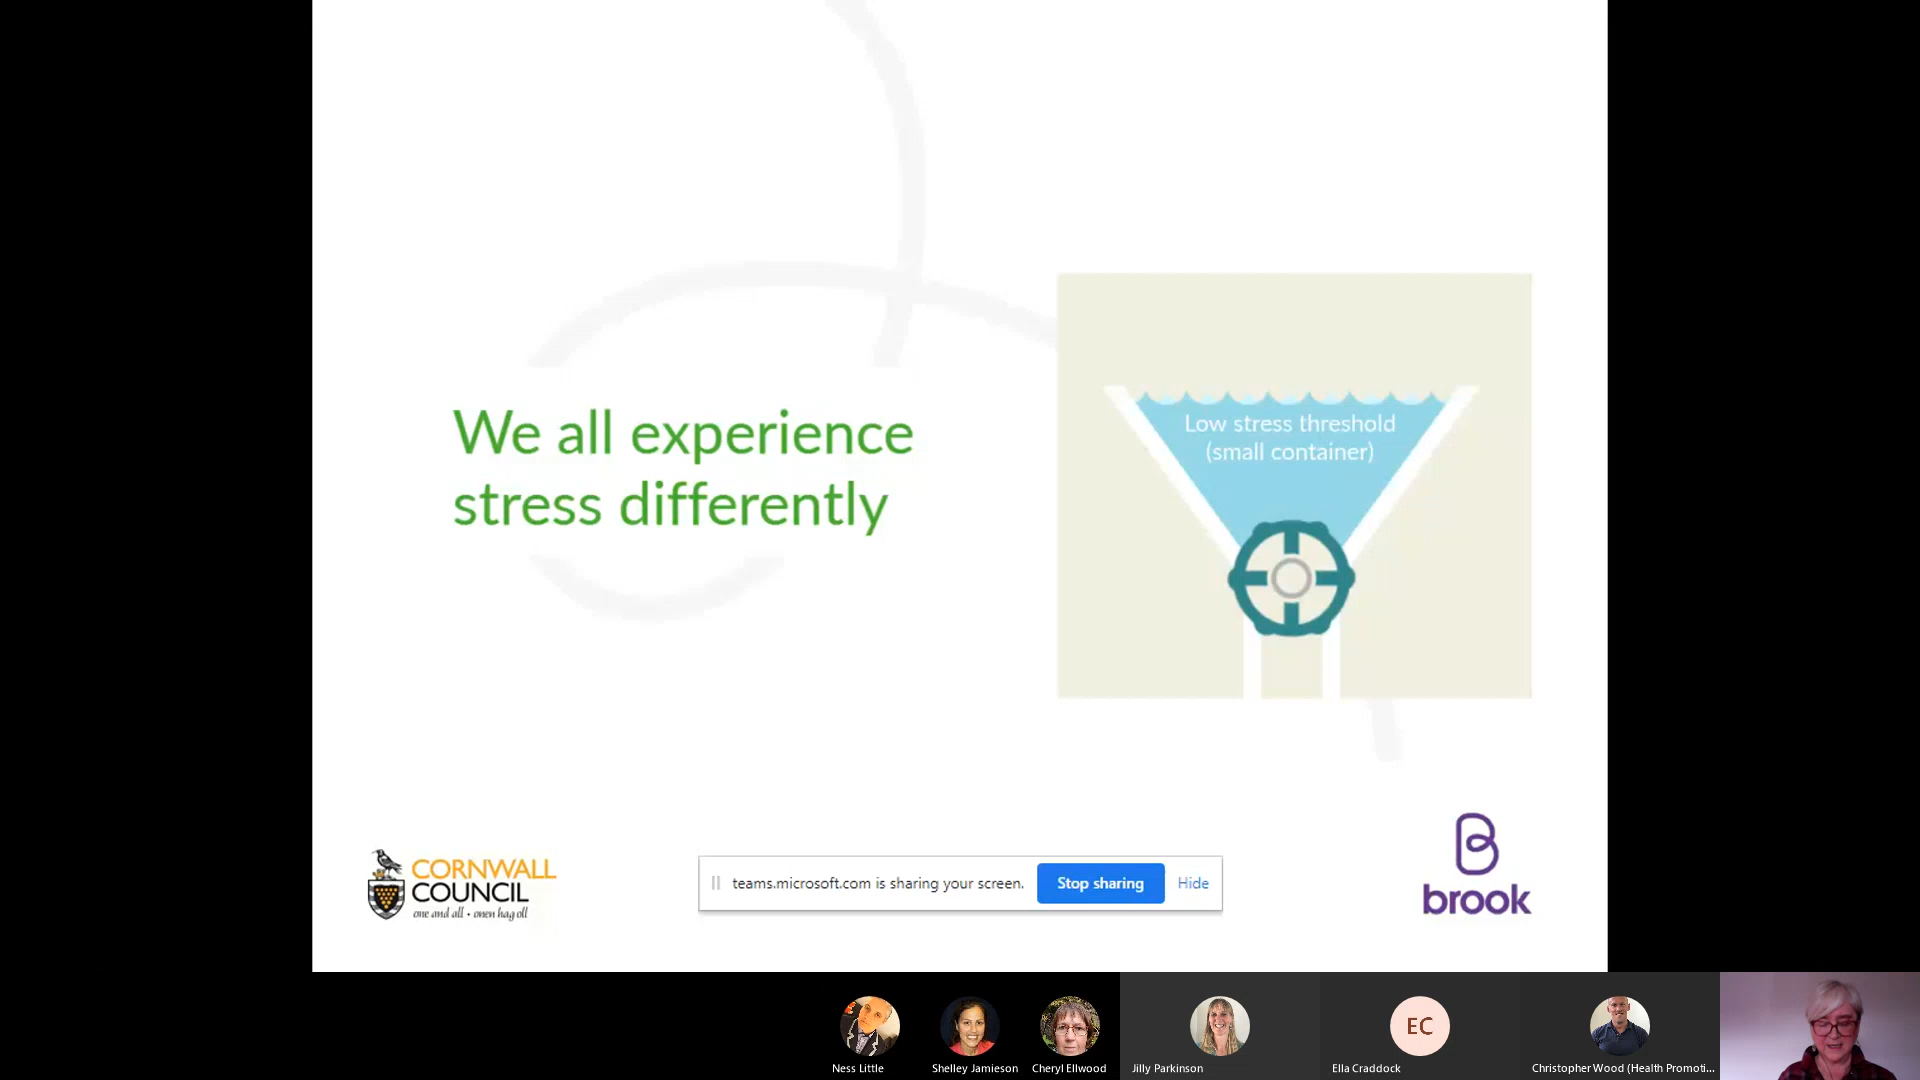 We all experience
stress differently
Low stress threshold
(small container)
CORNWALL
COUNCIL
one and all • onen hag oll
teams.microsoft.com is sharing your screen.
Stop sharing
Hide
brook
EC
Ness Little
Shelley Jamieson
Cheryl Ellwood
Jilly Parkinson
Ella Craddock
Christopher Wood (Health Promoti...